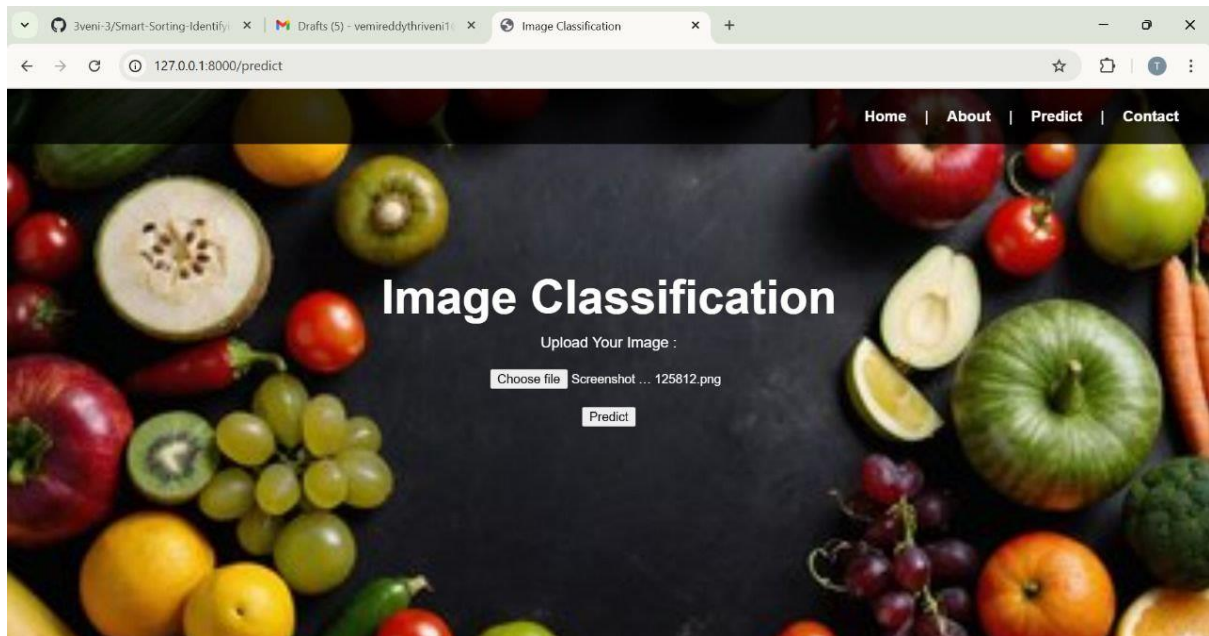 3veni-3/Smart-Sorting-Identifyi
Drafts (5) - vemireddythriveni1
Image Classification
127.0.0.1:8000/predict
T
Home | About | Predict | Contact
Image Classification
Upload Your Image :
Choose file Screenshot ... 125812.png
Predict